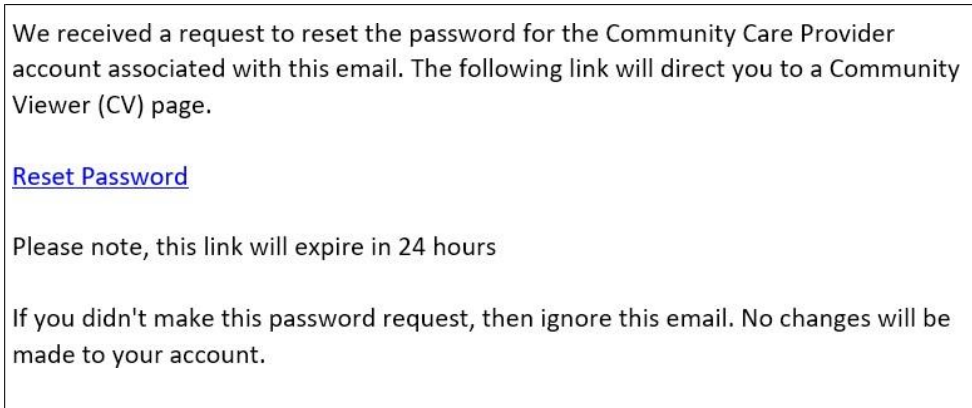 We received a request to reset the password for the Community Care Provider
account associated with this email. The following link will direct you to a Community
Viewer (CV) page.
Reset Password
Please note, this link will expire in 24 hours
If you didn't make this password request, then ignore this email. No changes will be
made to your account.